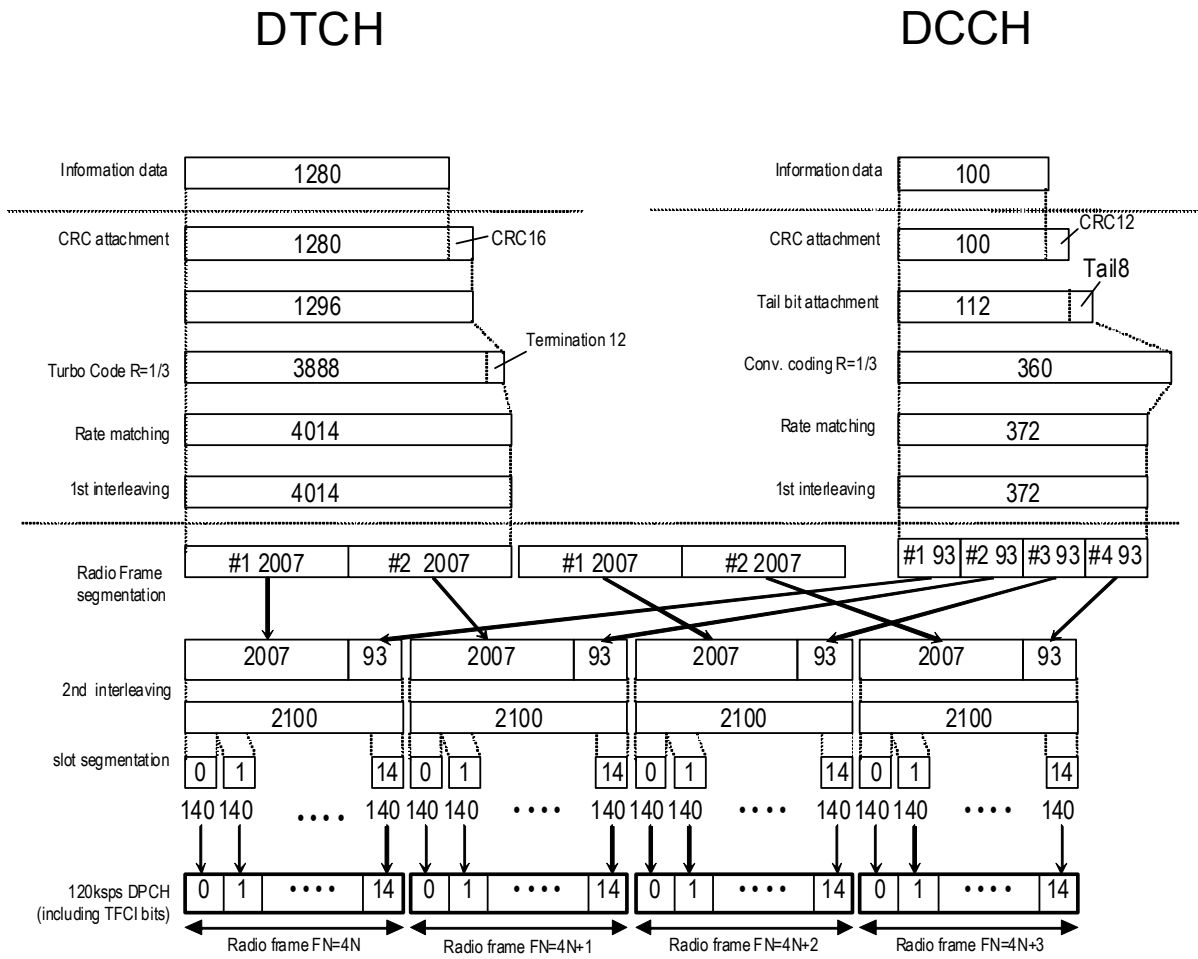 DTCH DCCH
Information data 1280 Information data 100
CRC attachment 1280 CRC16 CRC attachment 100 CRC12
1296 Tail bit attachment 112 Tail8
Turbo Code R=1/3 3888 Termination 12 Conv. coding R=1/3 360
Rate matching 4014 Rate matching 372
1st interleaving 4014 1st interleaving 372
Radio Frame segmentation #1 2007 #2 2007 #1 2007 #2 2007 #1 93 #2 93 #3 93 #4 93
2007 93 2007 93 2007 93 2007 93
2nd interleaving
2100 2100 2100 2100
slot segmentation 0 1 14 0 1 14 0 1 14 0 1 14
140 140 •••• 140 140 140 •••• 140 140 140 •••• 140 140 140 •••• 140
120ksps DPCH (including TFCI bits) 0 1 •••• 14 0 1 •••• 14 0 1 •••• 14 0 1 •••• 14
Radio frame FN=4N Radio frame FN=4N+1 Radio frame FN=4N+2 Radio frame FN=4N+3